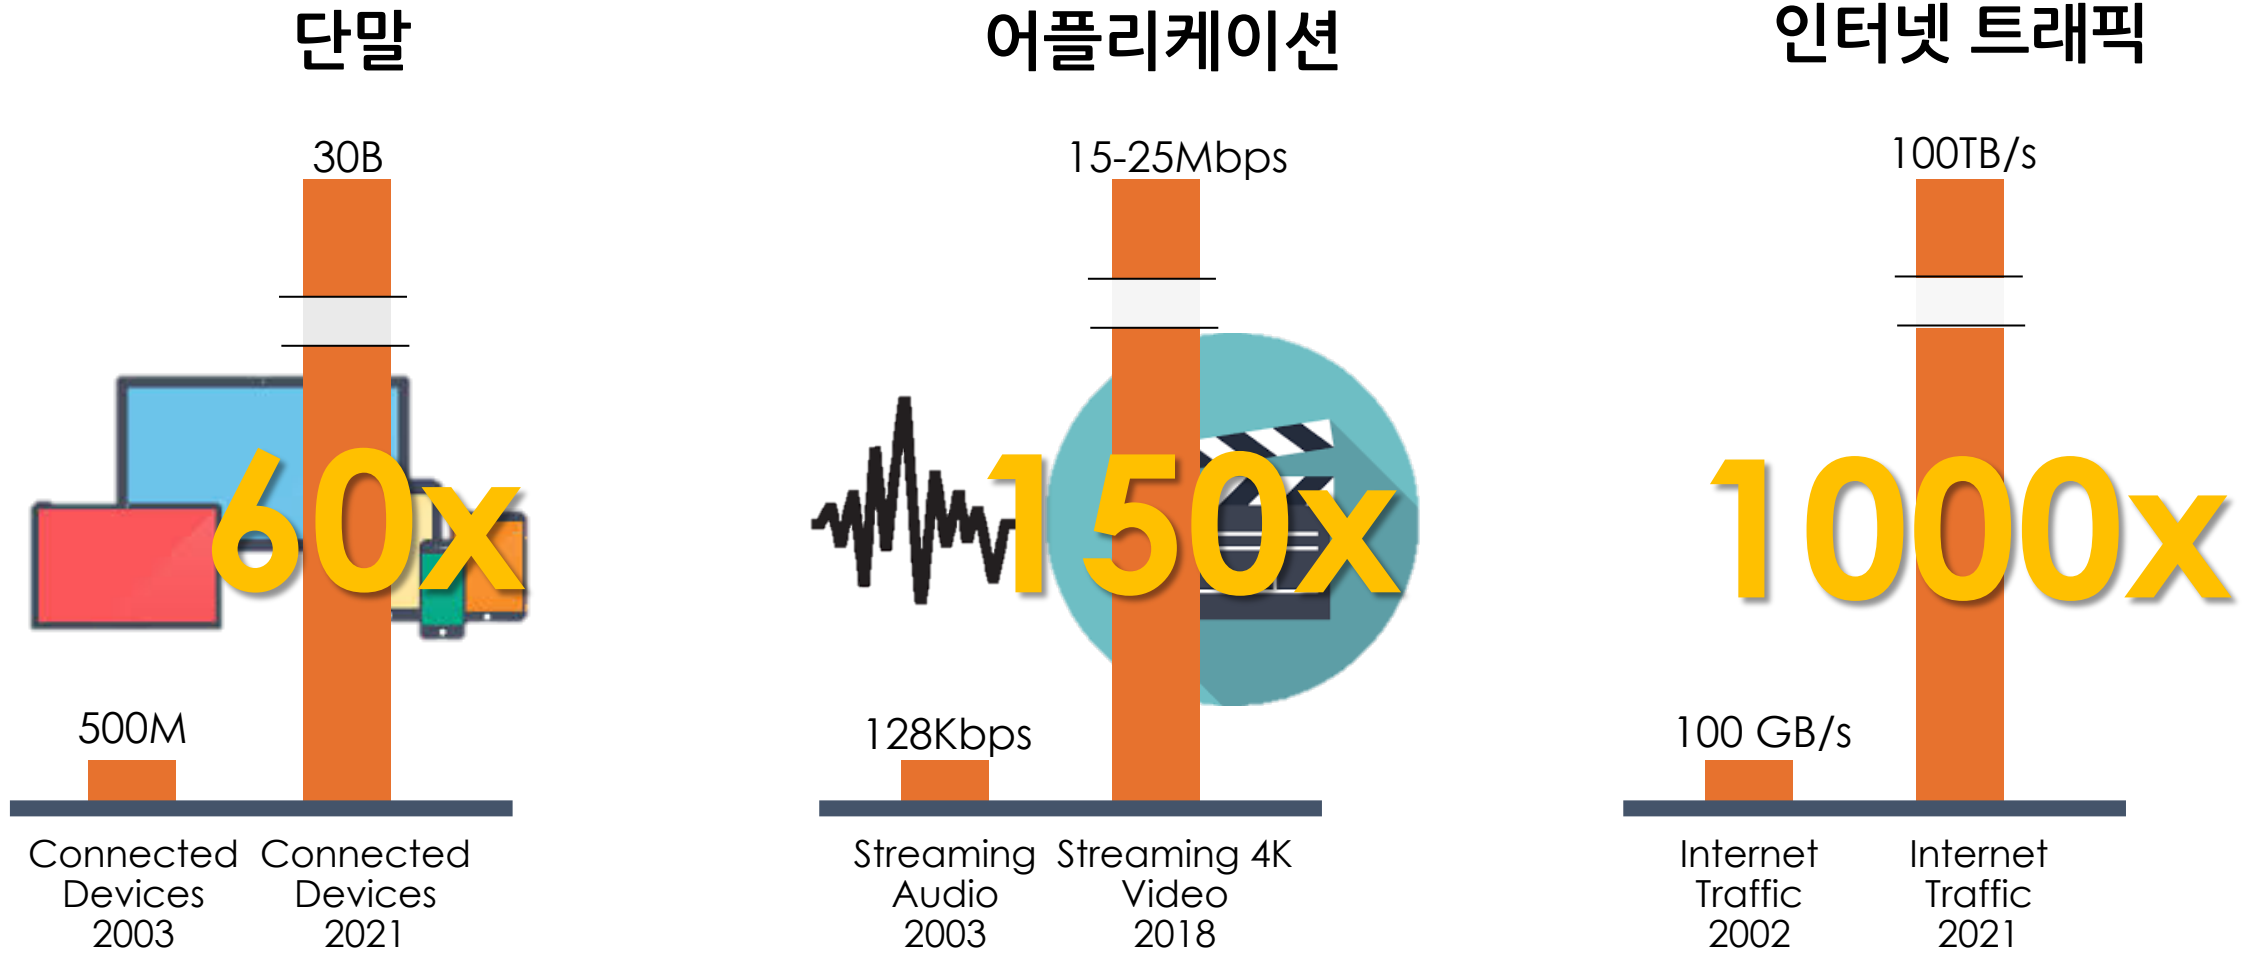 단말
30B
60x
500M
Connected
Devices
2003
Connected
Devices
2021
어플리케이션
15-25Mbps
150x
128Kbps
Streaming
Audio
2003
Streaming 4K
Video
2018
인터넷 트래픽
100TB/s
1000x
100 GB/s
Internet
Traffic
2002
Internet
Traffic
2021